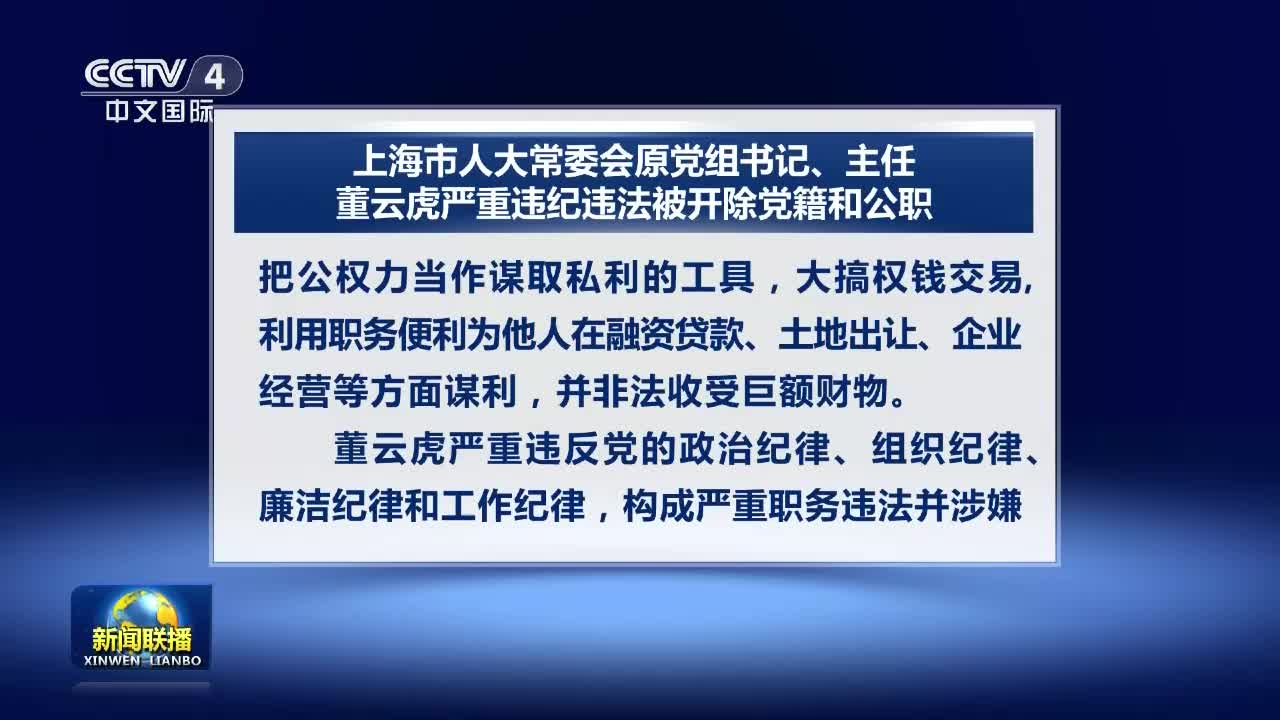 CCTV 4
中文国际
上海市人大常委会原党组书记、主任
董云虎严重违纪违法被开除党籍和公职
把公权力当作谋取私利的工具，大搞权钱交易，
利用职务便利为他人在融资贷款、土地出让、企业
经营等方面谋利，并非法收受巨额财物。
董云虎严重违反党的政治纪律、组织纪律、
廉洁纪律和工作纪律，构成严重职务违法并涉嫌
新闻联播
XINWEN LIANBO